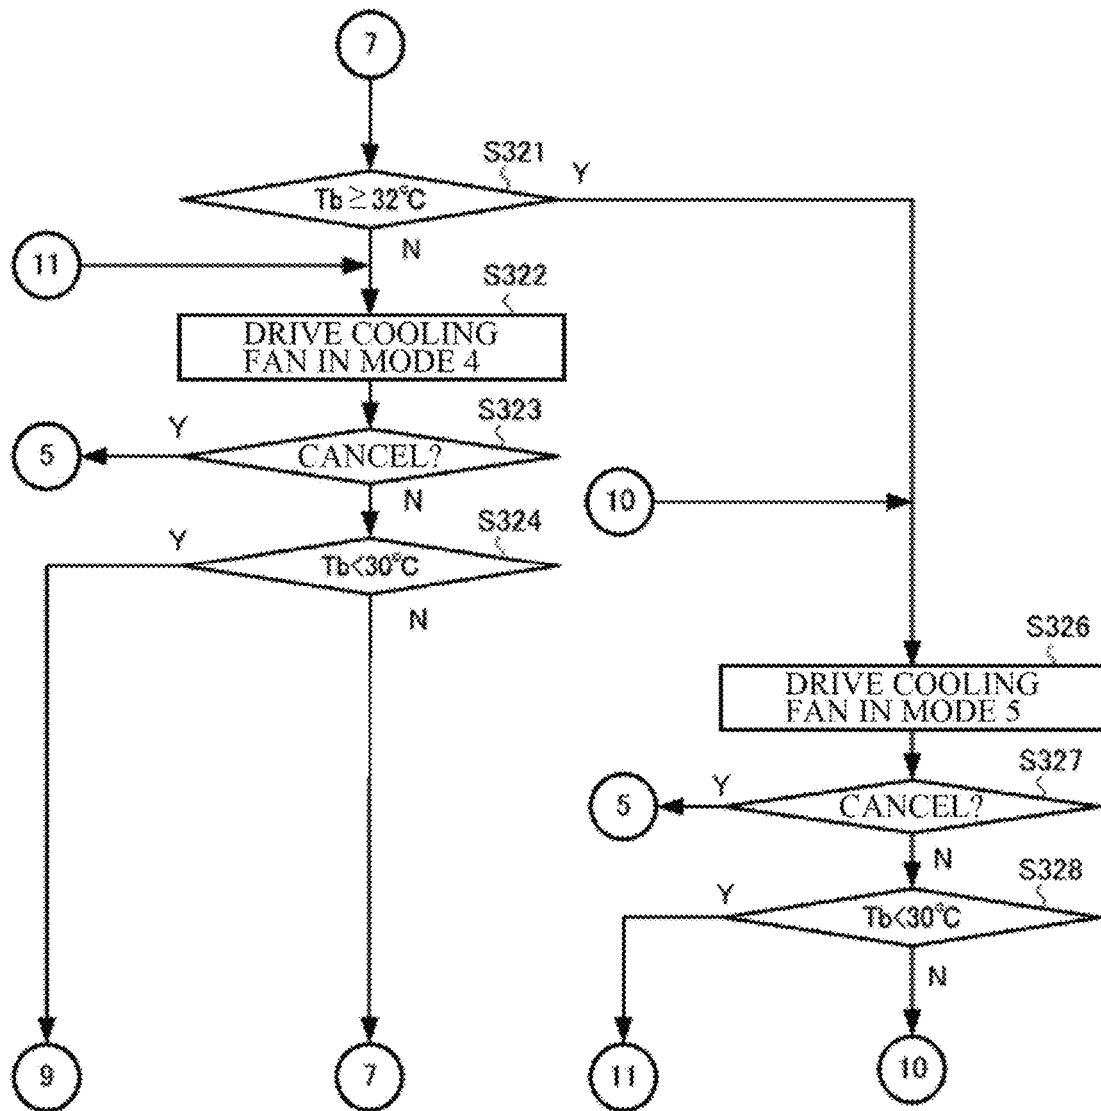 7
S321
Tb ≧ 32°C
Y
N
11
S322
DRIVE COOLING
FAN IN MODE 4
S323
Y
5
CANCEL?
N
10
S324
Y
Tb<30°C
N
S326
DRIVE COOLING
FAN IN MODE 5
S327
Y
5
CANCEL?
N
S328
Y
Tb<30°C
N
9
7
11
10